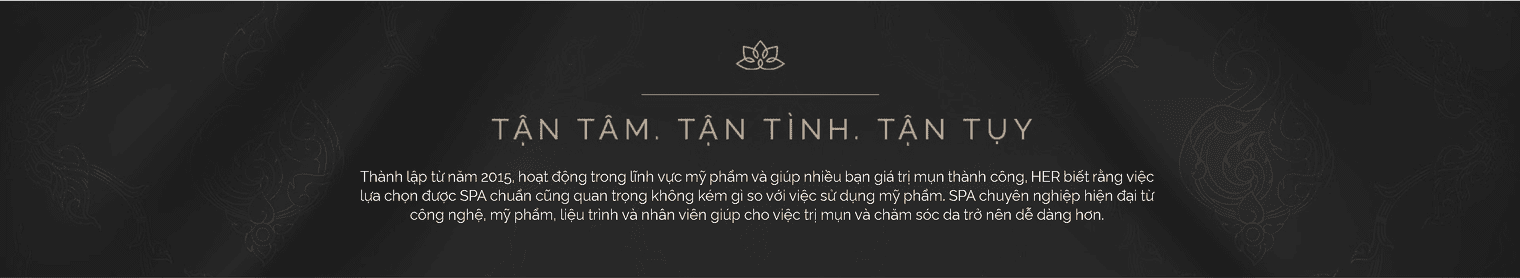 TẬN TÂM. TẬN TÌNH. TẬN TỤY
Thành lập từ năm 2015, hoạt động trong lĩnh vực mỹ phẩm và giúp nhiều bạn giá trị mụn thành công, HER biết rằng việc
lựa chọn được SPA chuẩn cũng quan trọng không kém gì so với việc sử dụng mỹ phẩm. SPA chuyên nghiệp hiện đại từ
công nghệ, mỹ phẩm, liệu trình và nhân viên giúp cho việc trị mụn và chăm sóc da trở nên dễ dàng hơn.